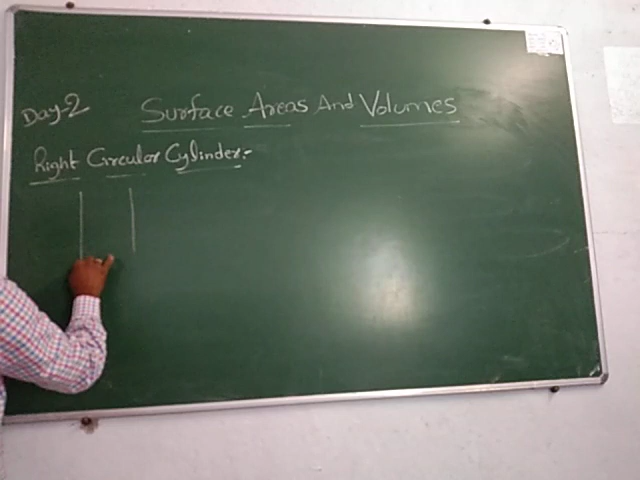 Day-2 Surface Areas And Volumes
Right Circular Cylinder:-